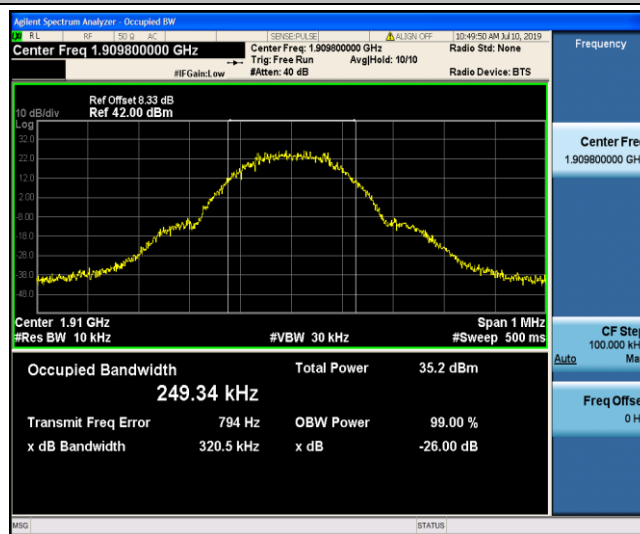 Agilent Spectrum Analyzer - Occupied BW
RL RF 50 Ω AC SENSE:PULSE ALIGN OFF 10:49:50 AM Jul 10, 2019
Center Freq 1.909800000 GHz Center Freq: 1.909800000 GHz Radio Std: None
Trig: Free Run Avg|Hold: 10/10
#IFGain:Low #Atten: 40 dB Radio Device: BTS
Frequency
Ref Offset 8.33 dB
10 dB/div Ref 42.00 dBm
Log
32.0
22.0
12.0
2.00
-8.00
-18.0
-28.0
-38.0
-48.0
Center 1.91 GHz Span 1 MHz
#Res BW 10 kHz #VBW 30 kHz #Sweep 500 ms
Occupied Bandwidth Total Power 35.2 dBm
249.34 kHz
Transmit Freq Error 794 Hz OBW Power 99.00 %
x dB Bandwidth 320.5 kHz x dB -26.00 dB
Center Fre
1.909800000 GH
CF Step
100.000 kH
Auto Ma
Freq Offse
0 H
MSG STATUS